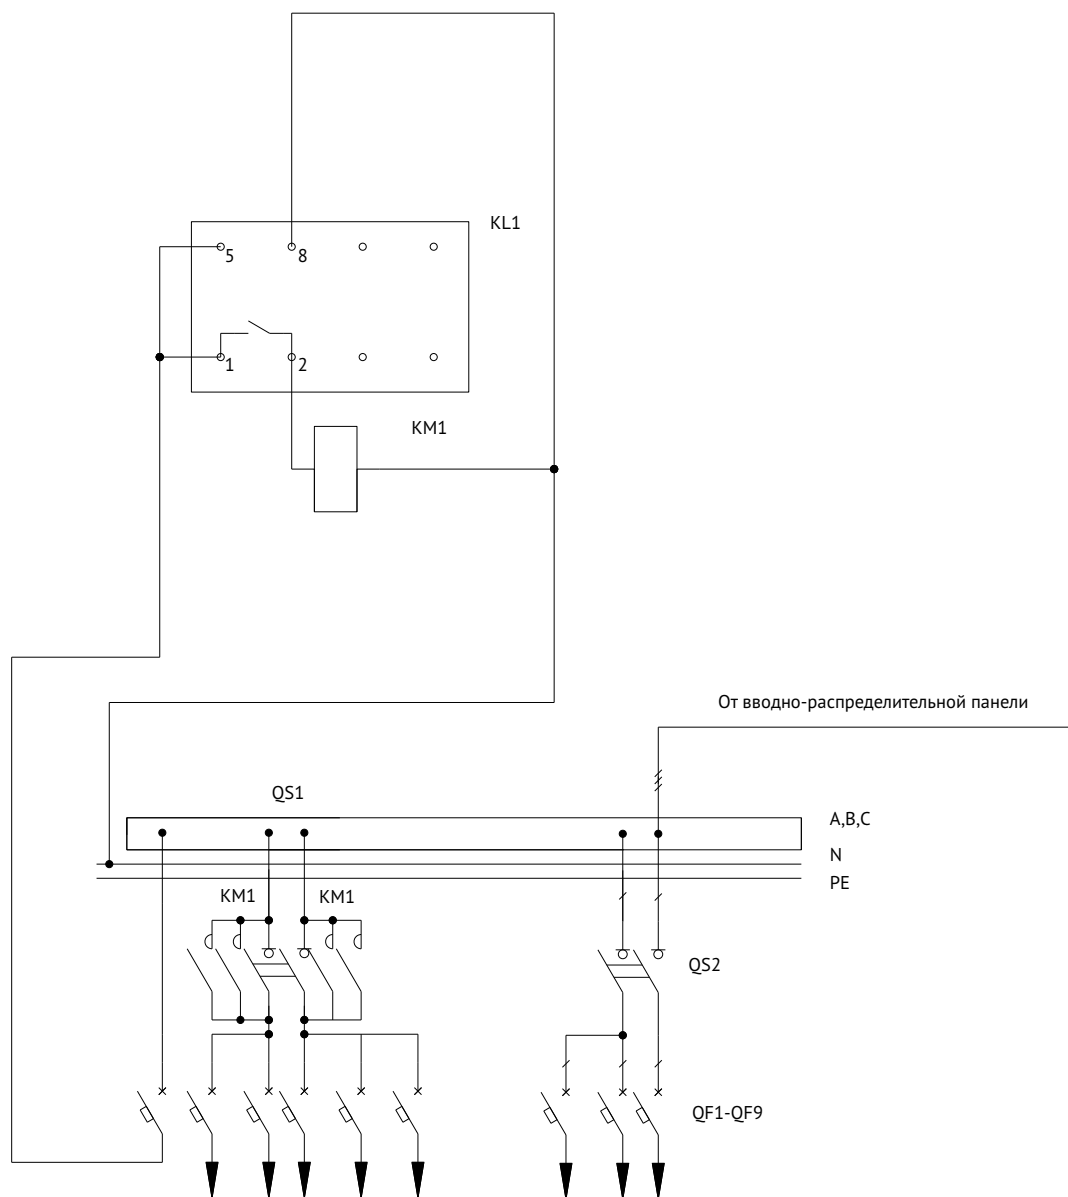 KL1
5 8
1 2
KM1
От вводно-распределительной панели
QS1
A,B,C
N
PE
KM1 KM1
QS2
QF1-QF9